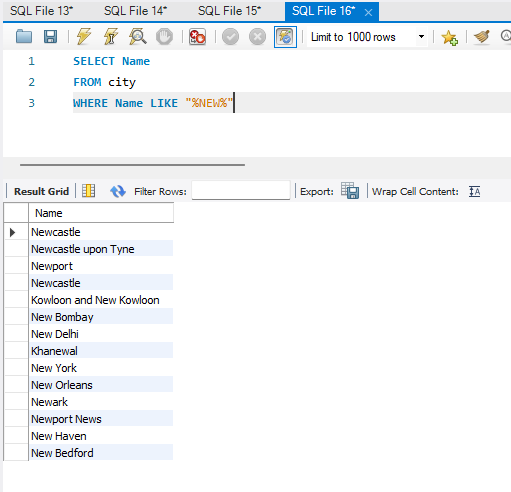 SQL File 13* SQL File 14* SQL File 15* SQL File 16*
Limit to 1000 rows
1 SELECT Name
2 FROM city
3 WHERE Name LIKE "%NEW%"
Result Grid Filter Rows: Export: Wrap Cell Content:
Name
Newcastle
Newcastle upon Tyne
Newport
Newcastle
Kowloon and New Kowloon
New Bombay
New Delhi
Khanewal
New York
New Orleans
Newark
Newport News
New Haven
New Bedford